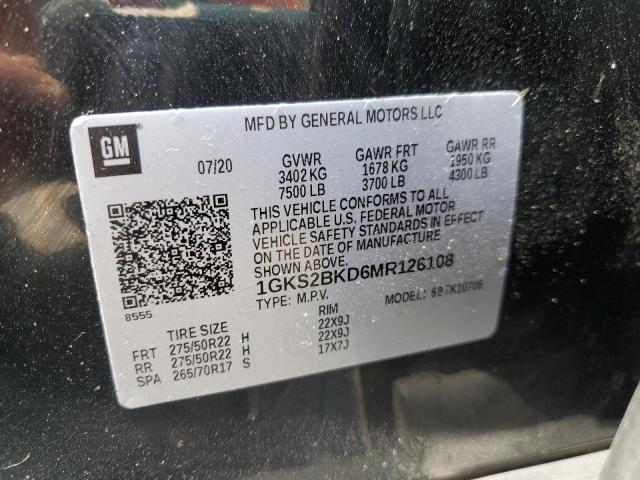 MFD BY GENERAL MOTORS LLC
GM
07/20 GVWR GAWR FRT GAWR RR
3402 KG 1678 KG 1950 KG
7500 LB 3700 LB 4300 LB
THIS VEHICLE CONFORMS TO ALL
APPLICABLE U.S. FEDERAL MOTOR
VEHICLE SAFETY STANDARDS IN EFFECT
ON THE DATE OF MANUFACTURE
SHOWN ABOVE.
1GKS2BKD6MR126108
TYPE: M.P.V. MODEL:
8555
TIRE SIZE RIM
FRT 275/50R22 H 22X9J
RR 275/50R22 H 22X9J
SPA 265/70R17 S 17X7J